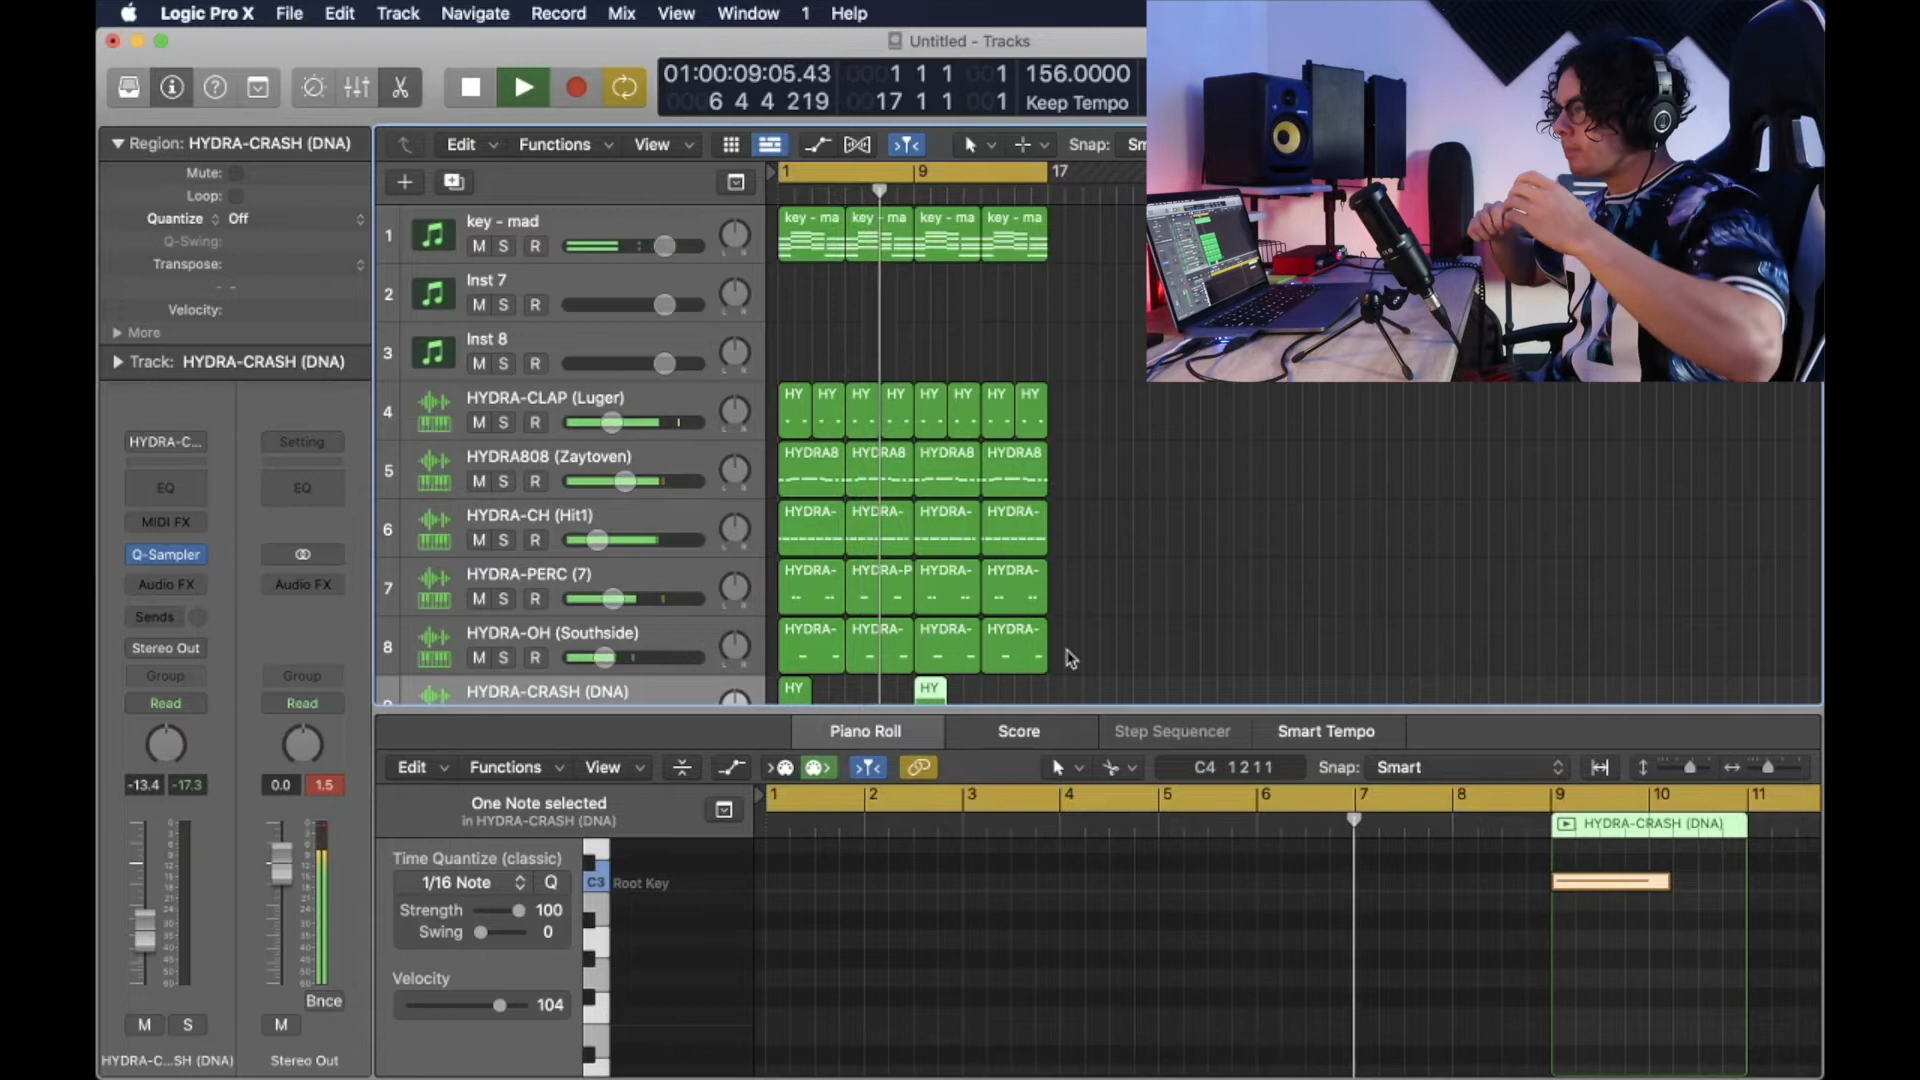 Logic Pro X File Edit Track Navigate Record Mix View Window 1 Help
Untitled - Tracks
01:00:09:05.43 0001 1 1 001 156.0000
0006 4 4 219 0017 1 1 001 Keep Tempo
Region: HYDRA-CRASH (DNA)
Mute:
Loop:
Quantize Off
Q-Swing:
Transpose:
- -
Velocity:
More
Track: HYDRA-CRASH (DNA)
HYDRA-C... Setting
EQ EQ
MIDI FX
Q-Sampler
Audio FX Audio FX
Sends
Stereo Out
Group Group
Read Read
-13.4 -17.3 0.0 1.5
Bnce
M S M
HYDRA-C...SH (DNA) Stereo Out
Edit Functions View Snap: Sm
1 9 17
1 key - mad
M S R
key - ma key - ma key - ma key - ma
2 Inst 7
M S R
3 Inst 8
M S R
4 HYDRA-CLAP (Luger)
M S R
HY HY HY HY HY HY HY HY
5 HYDRA808 (Zaytoven)
M S R
HYDRA8 HYDRA8 HYDRA8 HYDRA8
6 HYDRA-CH (Hit1)
M S R
HYDRA- HYDRA- HYDRA- HYDRA-
7 HYDRA-PERC (7)
M S R
HYDRA- HYDRA-P HYDRA- HYDRA-
8 HYDRA-OH (Southside)
M S R
HYDRA- HYDRA- HYDRA- HYDRA-
HYDRA-CRASH (DNA)
HY HY
Piano Roll Score Step Sequencer Smart Tempo
Edit Functions View C4 1 2 1 1 Snap: Smart
One Note selected
in HYDRA-CRASH (DNA)
1 2 3 4 5 6 7 8 9 10 11
HYDRA-CRASH (DNA)
Time Quantize (classic)
1/16 Note Q
Strength 100
Swing 0
Velocity
104
C3 Root Key